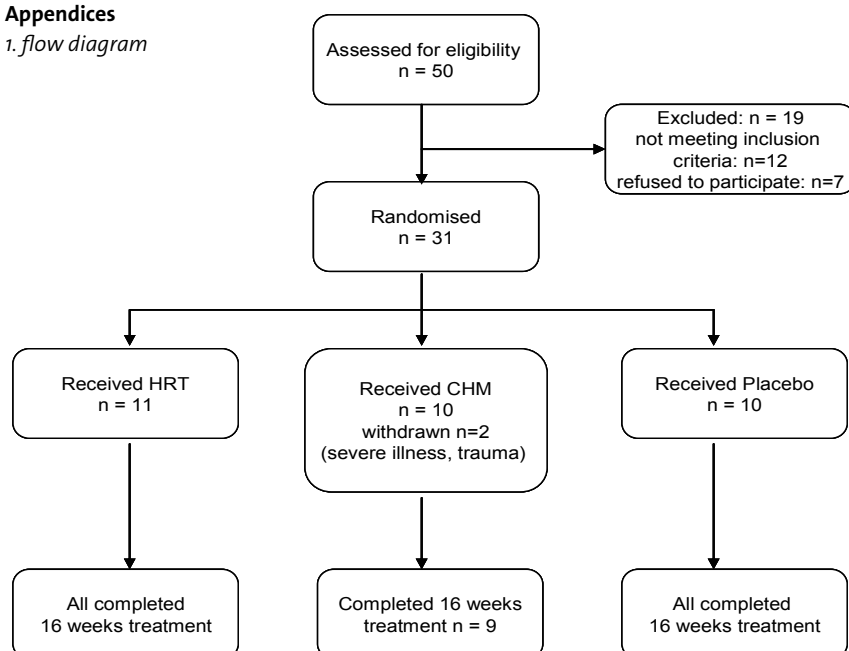 Appendices
1. flow diagram
Assessed for eligibility
n = 50
Excluded: n = 19
not meeting inclusion
criteria: n=12
refused to participate: n=7
Randomised
n = 31
Received HRT
n = 11
Received CHM
n = 10
withdrawn n=2
(severe illness, trauma)
Received Placebo
n = 10
All completed
16 weeks treatment
Completed 16 weeks
treatment n = 9
All completed
16 weeks treatment